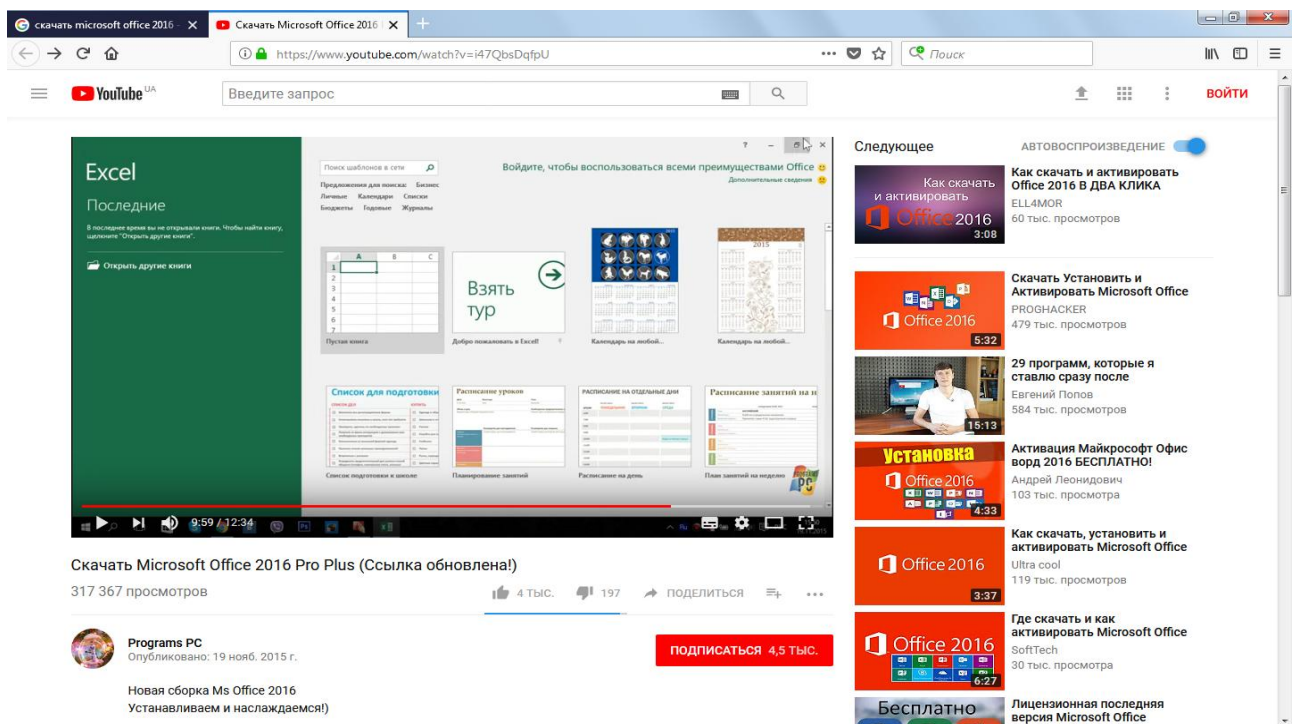 скачать microsoft office 2016 -
Скачать Microsoft Office 2016
https://www.youtube.com/watch?v=i47QbsDqfpU
Поиск
YouTube UA
Введите запрос
ВОЙТИ
Excel
Последние
В последнее время вы не открывали книги. Чтобы найти книгу,
щелкните "Открыть другие книги".
Открыть другие книги
Поиск шаблонов в сети
Предложения для поиска: Бизнес
Личные Календари Списки
Бюджеты Годовые Журналы
Войдите, чтобы воспользоваться всеми преимуществами Office
Дополнительные сведения
A B C
1
2
3
4
5
6
7
Пустая книга
Взять
тур
Добро пожаловать в Excel!
Календарь на любой...
2015
Календарь на любой...
Список для подготовки
Список подготовки к школе
Расписание уроков
Планирование занятий
РАСПИСАНИЕ НА ОТДЕЛЬНЫЕ ДНИ
Расписание на день
Расписание занятий на н
План занятий на неделю
PC
9:59 / 12:34
Скачать Microsoft Office 2016 Pro Plus (Ссылка обновлена!)
317 367 просмотров
4 ТЫС.
197
ПОДЕЛИТЬСЯ
Programs PC
Опубликовано: 19 нояб. 2015 г.
ПОДПИСАТЬСЯ 4,5 ТЫС.
Новая сборка Ms Office 2016
Устанавливаем и наслаждаемся!)
Следующее
АВТОВОСПРОИЗВЕДЕНИЕ
Как скачать
и активировать
Office 2016
3:08
Как скачать и активировать
Office 2016 В ДВА КЛИКА
ELL4MOR
60 тыс. просмотров
Office 2016
5:32
Скачать Установить и
Активировать Microsoft Office
PROGHACKER
479 тыс. просмотров
15:13
29 программ, которые я
ставлю сразу после
Евгений Попов
584 тыс. просмотров
Установка
Office 2016
4:33
Активация Майкрософт Офис
ворд 2016 БЕСПЛАТНО!
Андрей Леонидович
103 тыс. просмотра
Office 2016
3:37
Как скачать, установить и
активировать Microsoft Office
Ultra cool
119 тыс. просмотров
Office 2016
6:27
Где скачать и как
активировать Microsoft Office
SoftTech
30 тыс. просмотра
Бесплатно
Лицензионная последняя
версия Microsoft Office